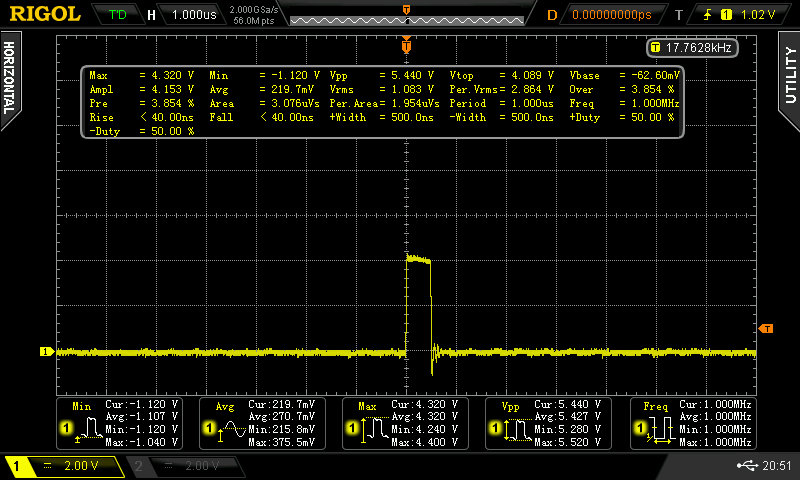 RIGOL T'D H 1.000us 2.000GSa/s 56.0M pts D 0.00000000ps T 1 1.02 V
T
HORIZONTAL
UTILITY
T 17.7628kHz
Max = 4.320 V Min = -1.120 V Vpp = 5.440 V Vtop = 4.089 V Vbase = -62.60mV
Ampl = 4.153 V Avg = 219.7mV Vrms = 1.083 V Per.Vrms= 2.864 V Over = 3.854 %
Pre = 3.854 % Area = 3.076uVs Per.Area= 1.954uVs Period = 1.000us Freq = 1.000MHz
Rise < 40.00ns Fall < 40.00ns +Width = 500.0ns -Width = 500.0ns +Duty = 50.00 %
-Duty = 50.00 %
T
1
Min Cur:-1.120 V
Avg:-1.107 V
1 Min:-1.120 V
Max:-1.040 V
Avg Cur:219.7mV
Avg:270.7mV
1 Min:215.8mV
Max:375.5mV
Max Cur:4.320 V
Avg:4.320 V
1 Min:4.240 V
Max:4.400 V
Vpp Cur:5.440 V
Avg:5.427 V
1 Min:5.280 V
Max:5.520 V
Freq Cur:1.000MHz
Avg:1.000MHz
1 Min:1.000MHz
Max:1.000MHz
1 2.00 V 2 2.00 V 20:51